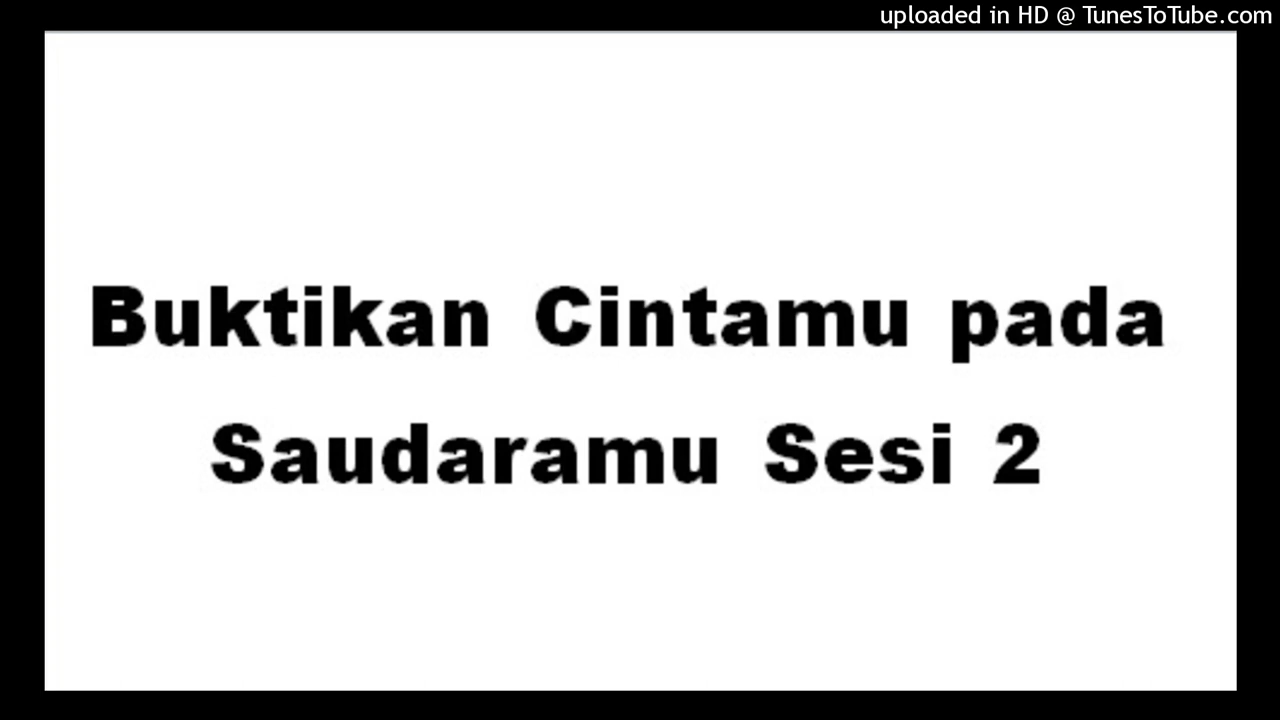 uploaded in HD @ TunesToTube.com
Buktikan Cintamu pada
Saudaramu Sesi 2